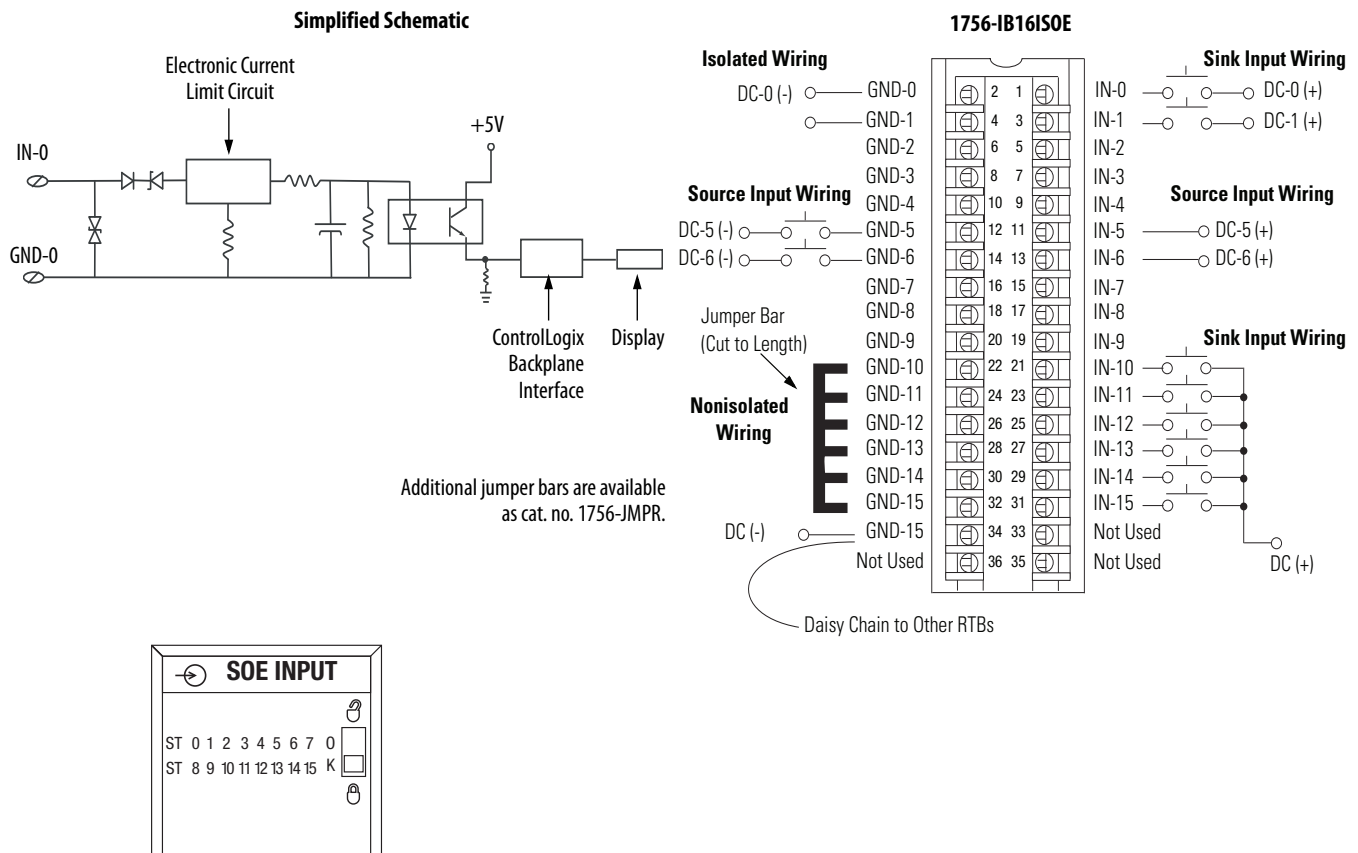 Simplified Schematic
Electronic Current
Limit Circuit
+5V
IN-0
GND-0
ControlLogix
Backplane
Interface
Display
Additional jumper bars are available
as cat. no. 1756-JMPR.
1756-IB16ISOE
Isolated Wiring
Sink Input Wiring
DC-0 (-) GND-0 2 1 IN-0 DC-0 (+)
GND-1 4 3 IN-1 DC-1 (+)
GND-2 6 5 IN-2
GND-3 8 7 IN-3
Source Input Wiring
Source Input Wiring
GND-4 10 9 IN-4
DC-5 (-) GND-5 12 11 IN-5 DC-5 (+)
DC-6 (-) GND-6 14 13 IN-6 DC-6 (+)
GND-7 16 15 IN-7
GND-8 18 17 IN-8
Jumper Bar
(Cut to Length)
GND-9 20 19 IN-9
Sink Input Wiring
GND-10 22 21 IN-10
GND-11 24 23 IN-11
Nonisolated
Wiring
GND-12 26 25 IN-12
GND-13 28 27 IN-13
GND-14 30 29 IN-14
GND-15 32 31 IN-15
DC (-) GND-15 34 33 Not Used
Not Used 36 35 Not Used
DC (+)
Daisy Chain to Other RTBs
SOE INPUT
ST 0 1 2 3 4 5 6 7 O
ST 8 9 10 11 12 13 14 15 K